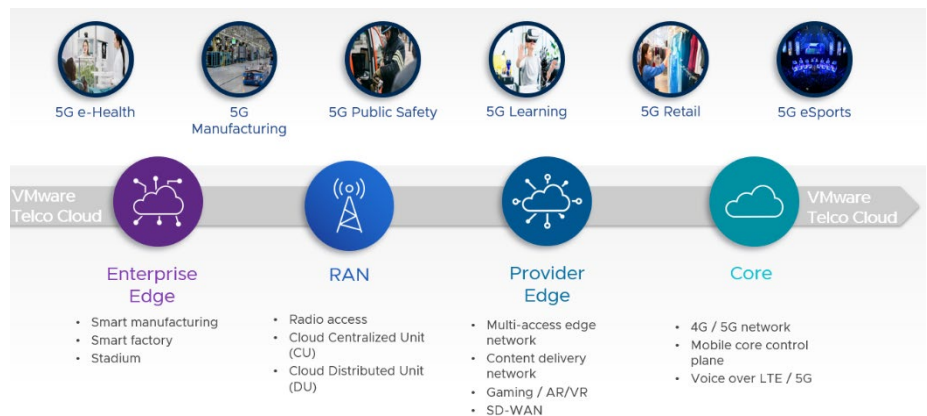 5G e-Health
5G
Manufacturing
5G Public Safety
5G Learning
5G Retail
5G eSports
VMware
Telco Cloud
VMware
Telco Cloud
Enterprise
Edge
• Smart manufacturing
• Smart factory
• Stadium
RAN
• Radio access
• Cloud Centralized Unit
(CU)
• Cloud Distributed Unit
(DU)
Provider
Edge
• Multi-access edge
network
• Content delivery
network
• Gaming / AR/VR
• SD-WAN
Core
• 4G / 5G network
• Mobile core control
plane
• Voice over LTE / 5G